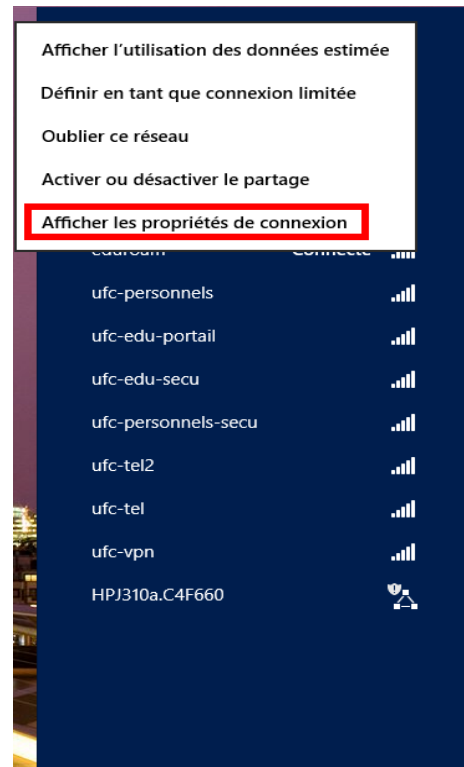 Afficher l'utilisation des données estimée
Définir en tant que connexion limitée
Oublier ce réseau
Activer ou désactiver le partage
Afficher les propriétés de connexion
eduroam Connecté
ufc-personnels
ufc-edu-portail
ufc-edu-secu
ufc-personnels-secu
ufc-tel2
ufc-tel
ufc-vpn
HPJ310a.C4F660